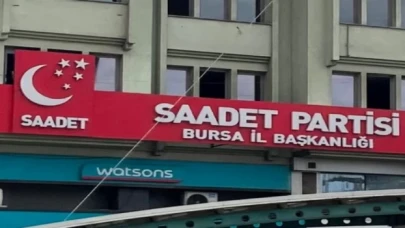 SAADET
SAADET PARTİSİ
BURSA İL BAŞKANLIĞI
watsons